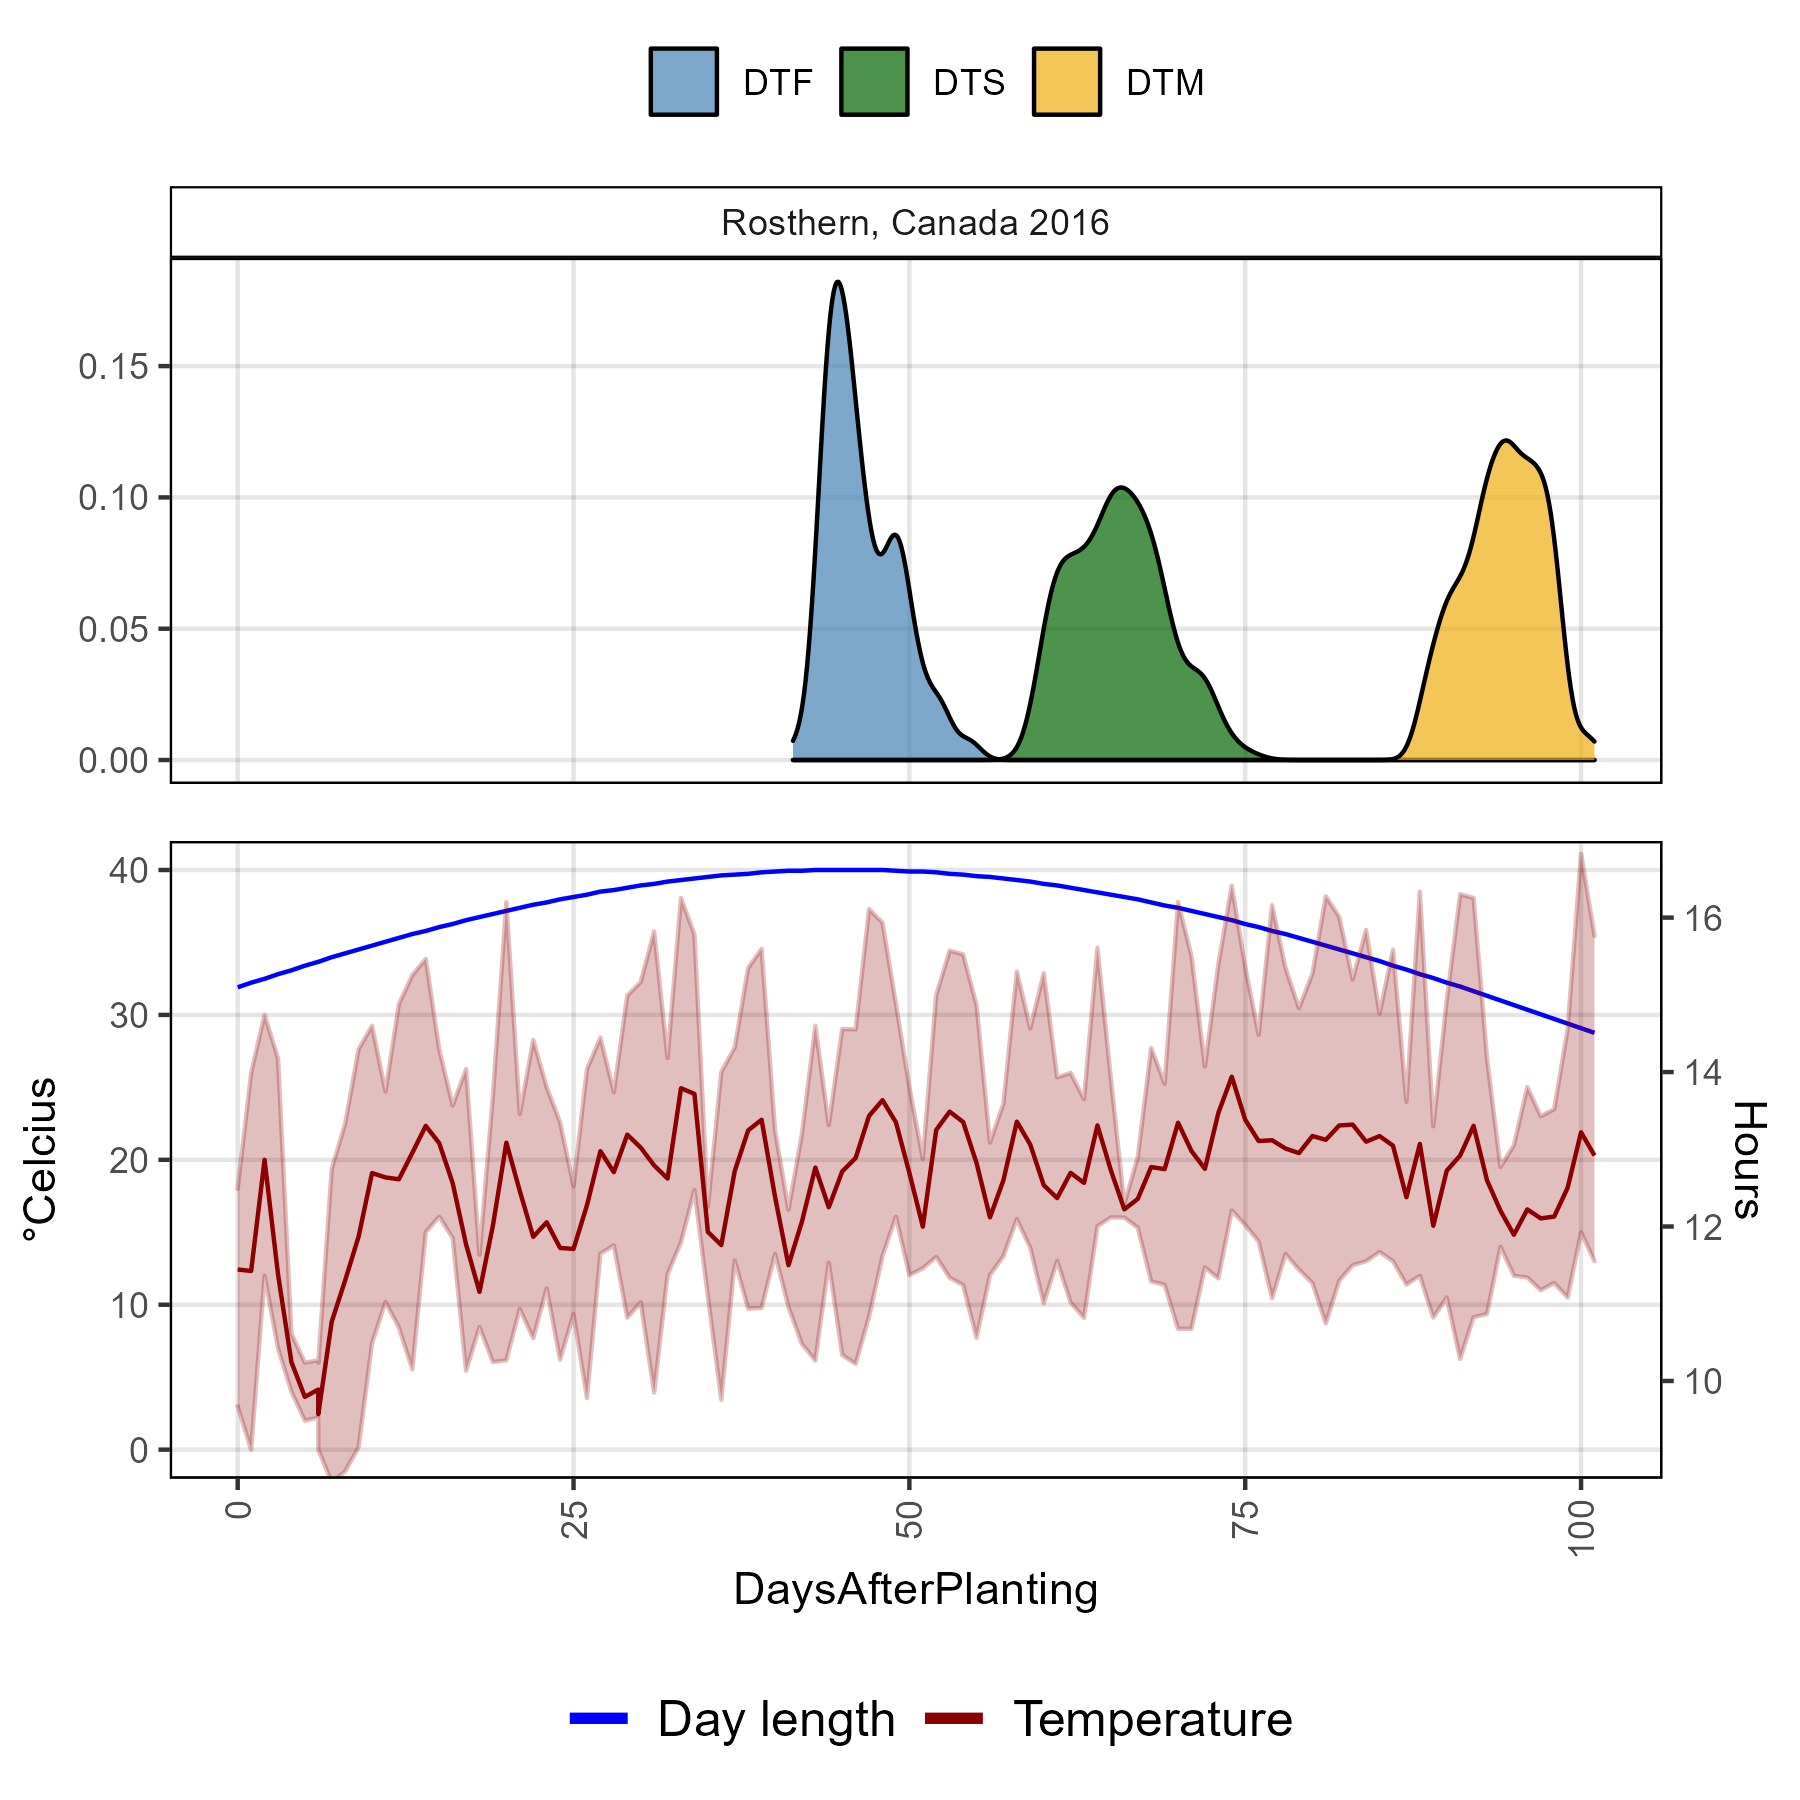 DTF DTS DTM
Rosthern, Canada 2016
0.15
0.10
0.05
0.00
40
30
20
10
0
°Celcius
16
14
12
10
Hours
0 25 50 75 100
DaysAfterPlanting
Day length Temperature